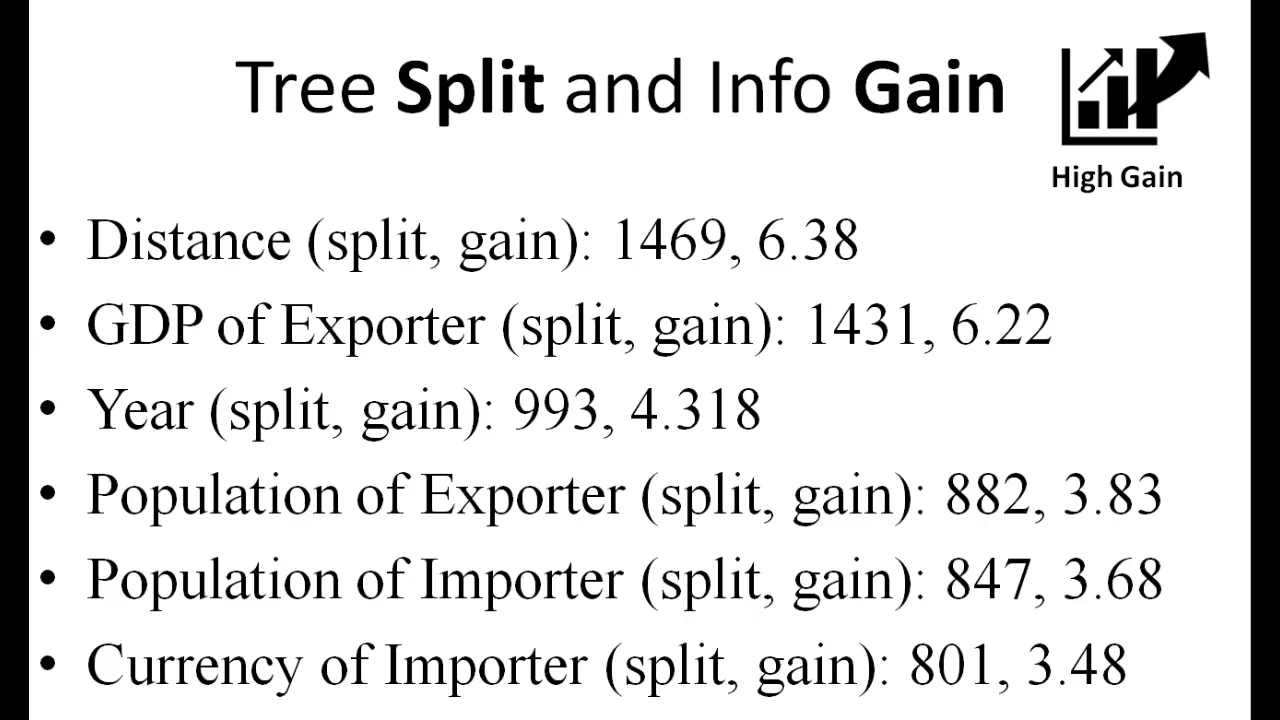 Tree Split and Info Gain
High Gain
• Distance (split, gain): 1469, 6.38
• GDP of Exporter (split, gain): 1431, 6.22
• Year (split, gain): 993, 4.318
• Population of Exporter (split, gain): 882, 3.83
• Population of Importer (split, gain): 847, 3.68
• Currency of Importer (split, gain): 801, 3.48